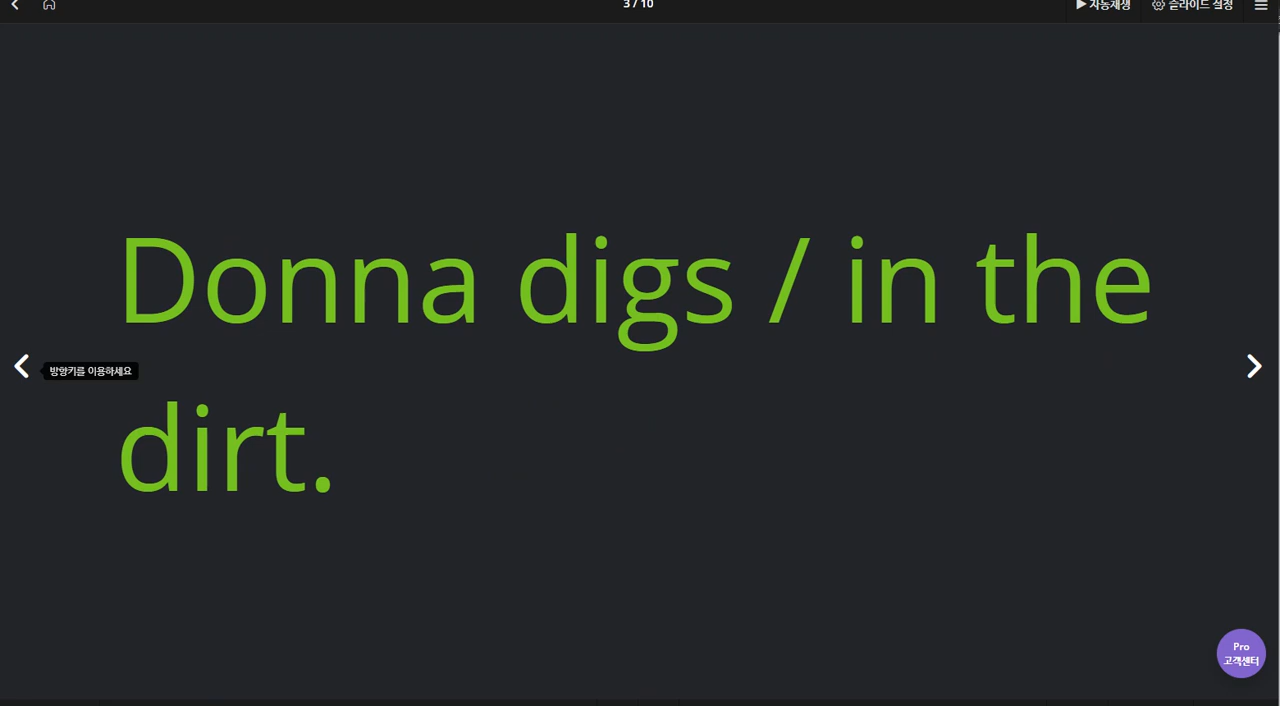 3 / 10
자동재생
슬라이드 설정
Donna digs / in the
방향키를 이용하세요
dirt.
Pro
고객센터